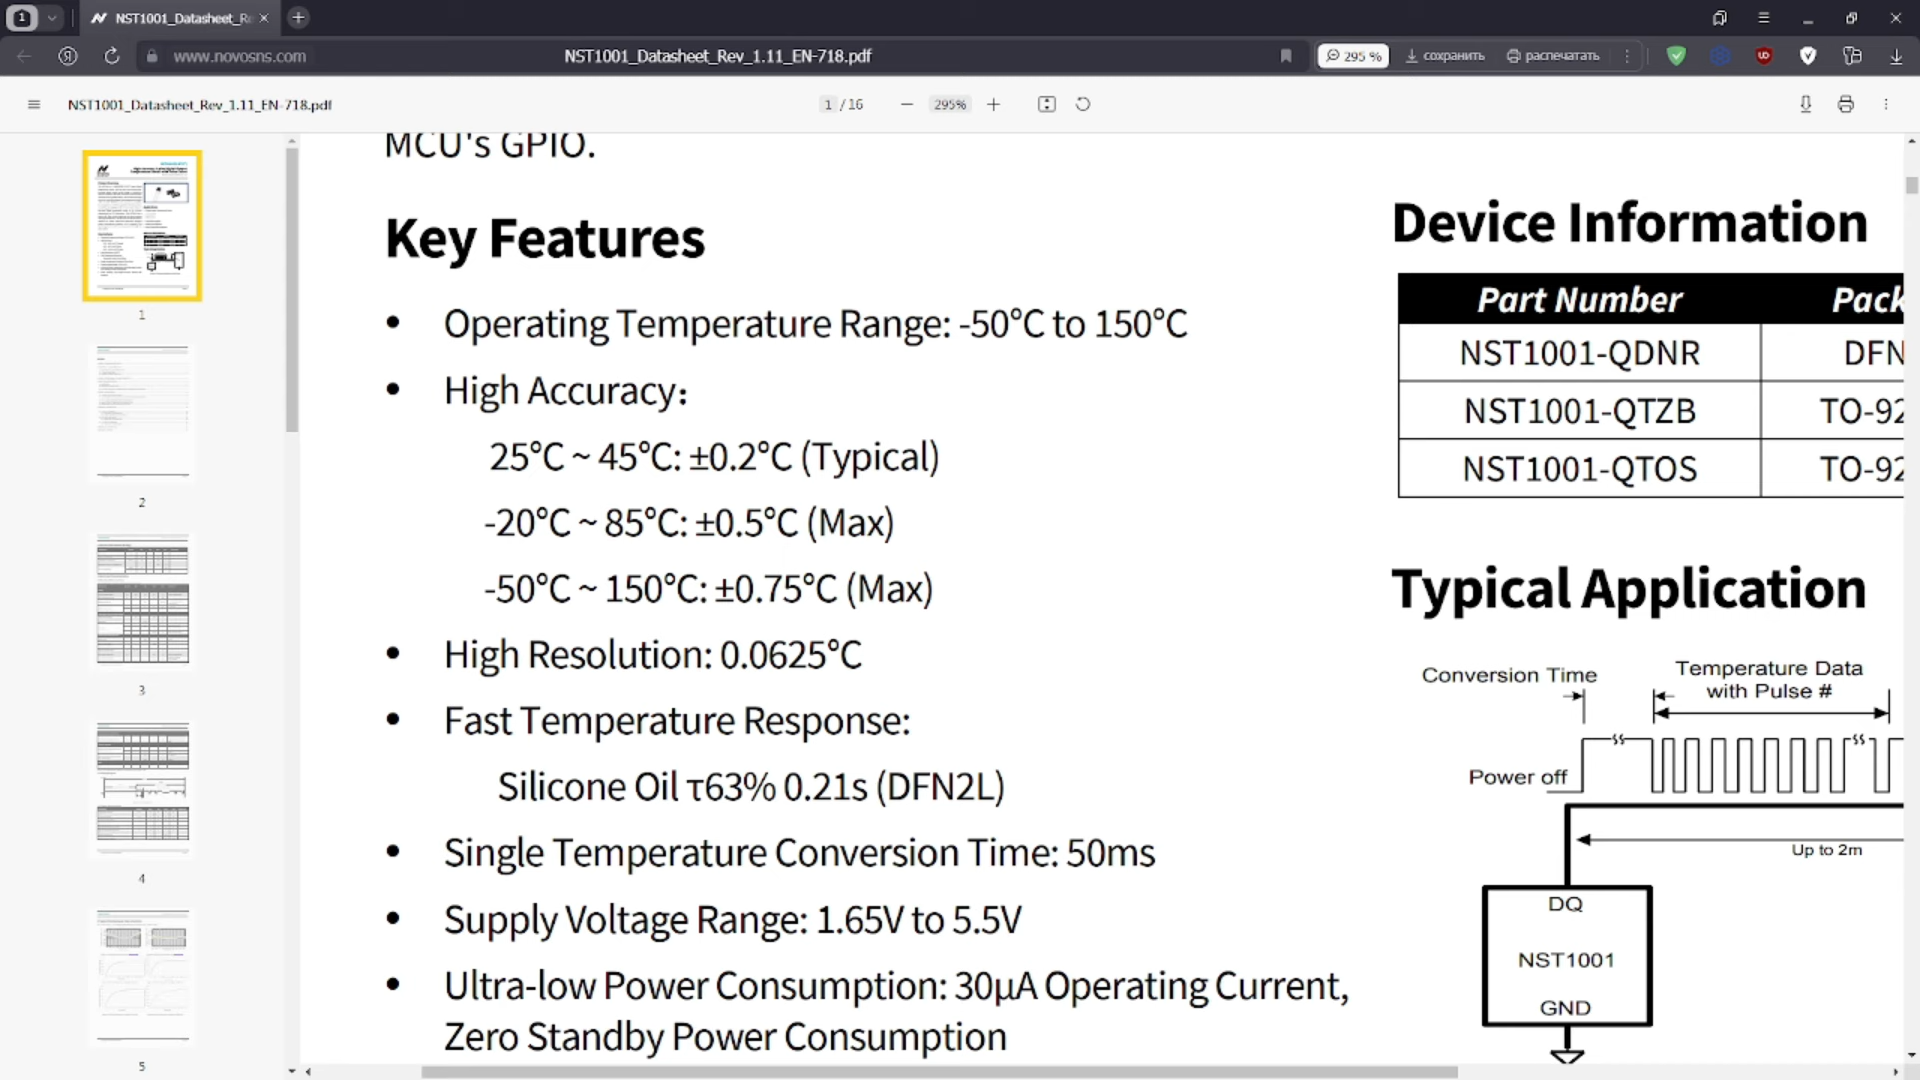 1
NST1001_Datasheet_R
www.novosns.com
NST1001_Datasheet_Rev_1.11_EN-718.pdf
295 %
сохранить
распечатать
NST1001_Datasheet_Rev_1.11_EN-718.pdf
1 / 16
295%
MCU's GPIO.
Key Features
• Operating Temperature Range: -50°C to 150°C
• High Accuracy：
25°C ~ 45°C: ±0.2°C (Typical)
-20°C ~ 85°C: ±0.5°C (Max)
-50°C ~ 150°C: ±0.75°C (Max)
• High Resolution: 0.0625°C
• Fast Temperature Response:
Silicone Oil τ63% 0.21s (DFN2L)
• Single Temperature Conversion Time: 50ms
• Supply Voltage Range: 1.65V to 5.5V
• Ultra-low Power Consumption: 30μA Operating Current,
Zero Standby Power Consumption
Device Information
Part Number Pack
NST1001-QDNR DFN
NST1001-QTZB TO-92
NST1001-QTOS TO-92
Typical Application
Conversion Time
Temperature Data
with Pulse #
Power off
Up to 2m
DQ
NST1001
GND
1
2
3
4
5